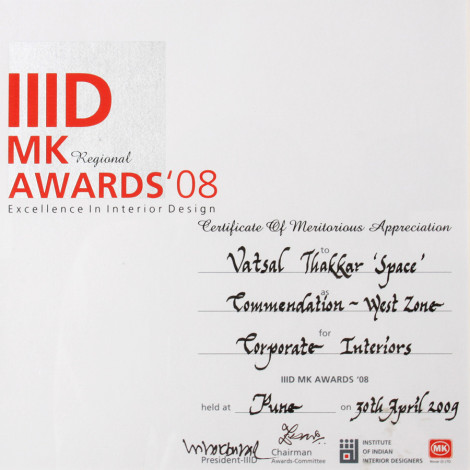 IIID
MK Regional
AWARDS'08
Excellence In Interior Design
Certificate Of Meritorious Appreciation
to
Vatsal Thakkar 'Space'
as
Commendation ~ West Zone
for
Corporate Interiors
IIID MK AWARDS '08
held at Pune on 30th April 2009
President-IIID
Chairman
Awards-Committee
INSTITUTE
OF INDIAN
INTERIOR DESIGNERS
MK